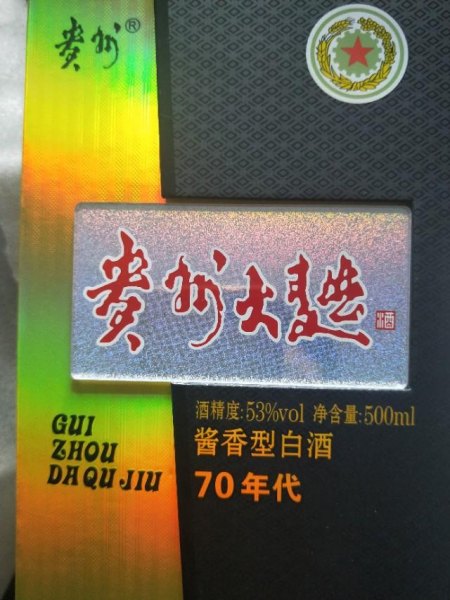 贵州®
贵州大曲
酒
酒精度:53%vol 净含量:500ml
酱香型白酒
70年代
GUI
ZHOU
DA QU JIU